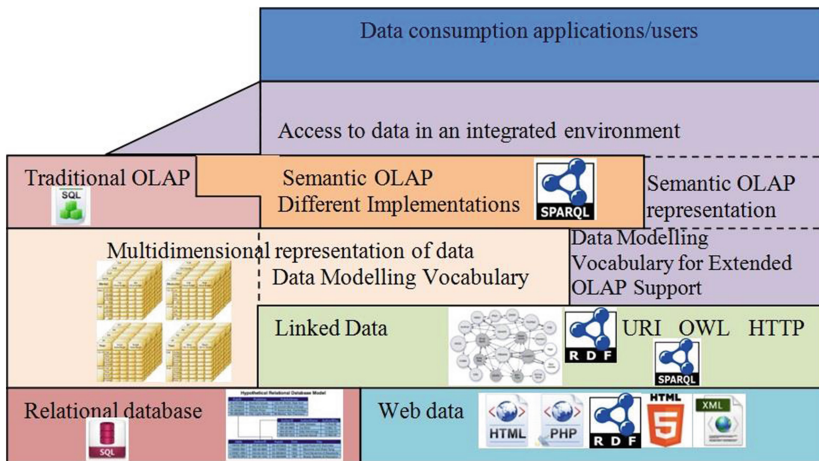 Data consumption applications/users
Access to data in an integrated environment
Traditional OLAP
SQL
Semantic OLAP
Different Implementations
SPARQL
Semantic OLAP
representation
Multidimensional representation of data
Data Modelling Vocabulary
Data Modelling
Vocabulary for Extended
OLAP Support
Linked Data
RDF
URI OWL HTTP
SPARQL
Relational database
SQL
Hypothetical Relational Database Model
Web data
HTML
PHP
RDF
HTML
5
XML